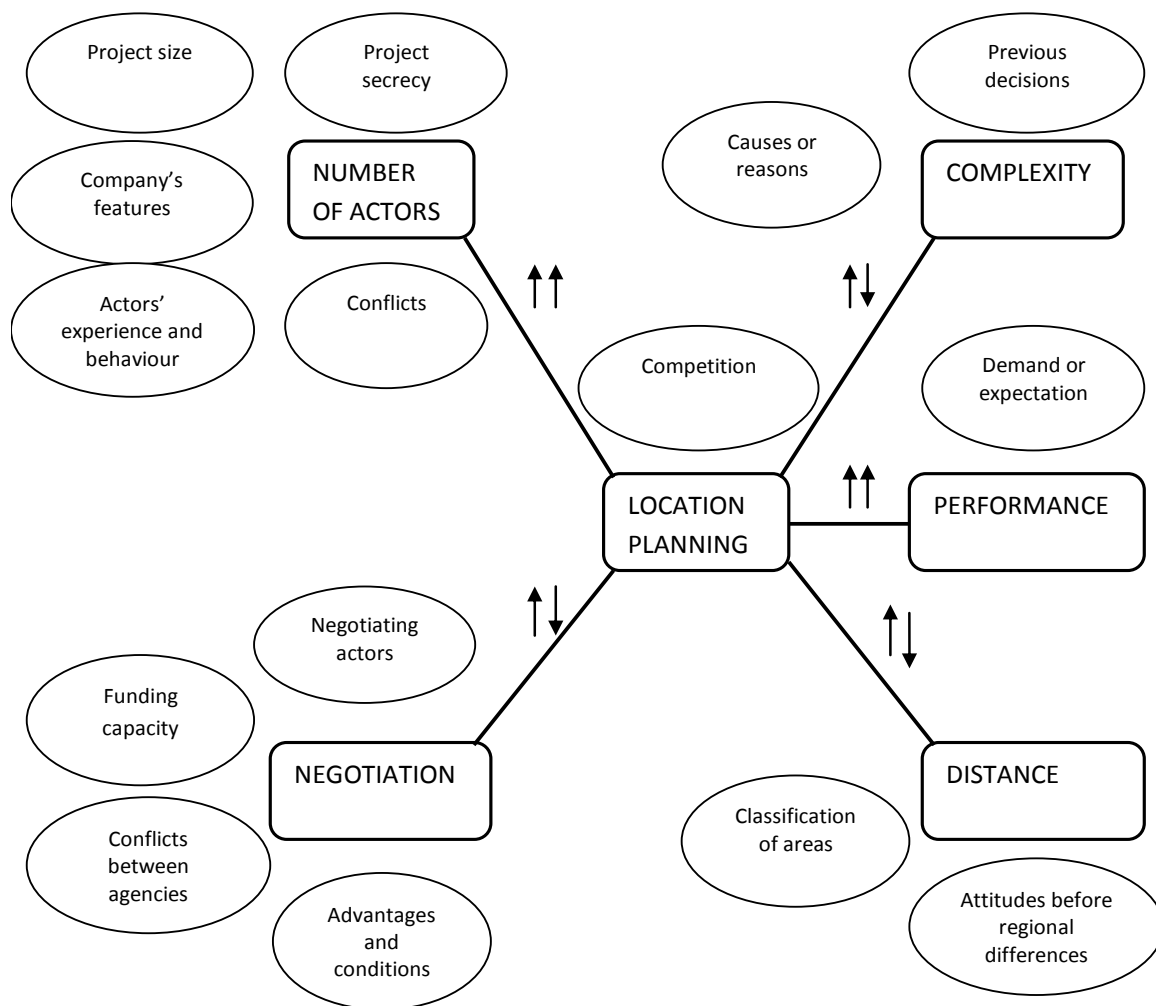 Project size
Project
secrecy
Previous
decisions
Causes or
reasons
NUMBER
OF ACTORS
COMPLEXITY
Company’s
features
Actors’
experience and
behaviour
Conflicts
Competition
Demand or
expectation
LOCATION
PLANNING
PERFORMANCE
Negotiating
actors
Funding
capacity
NEGOTIATION
DISTANCE
Classification
of areas
Conflicts
between
agencies
Advantages
and
conditions
Attitudes before
regional
differences